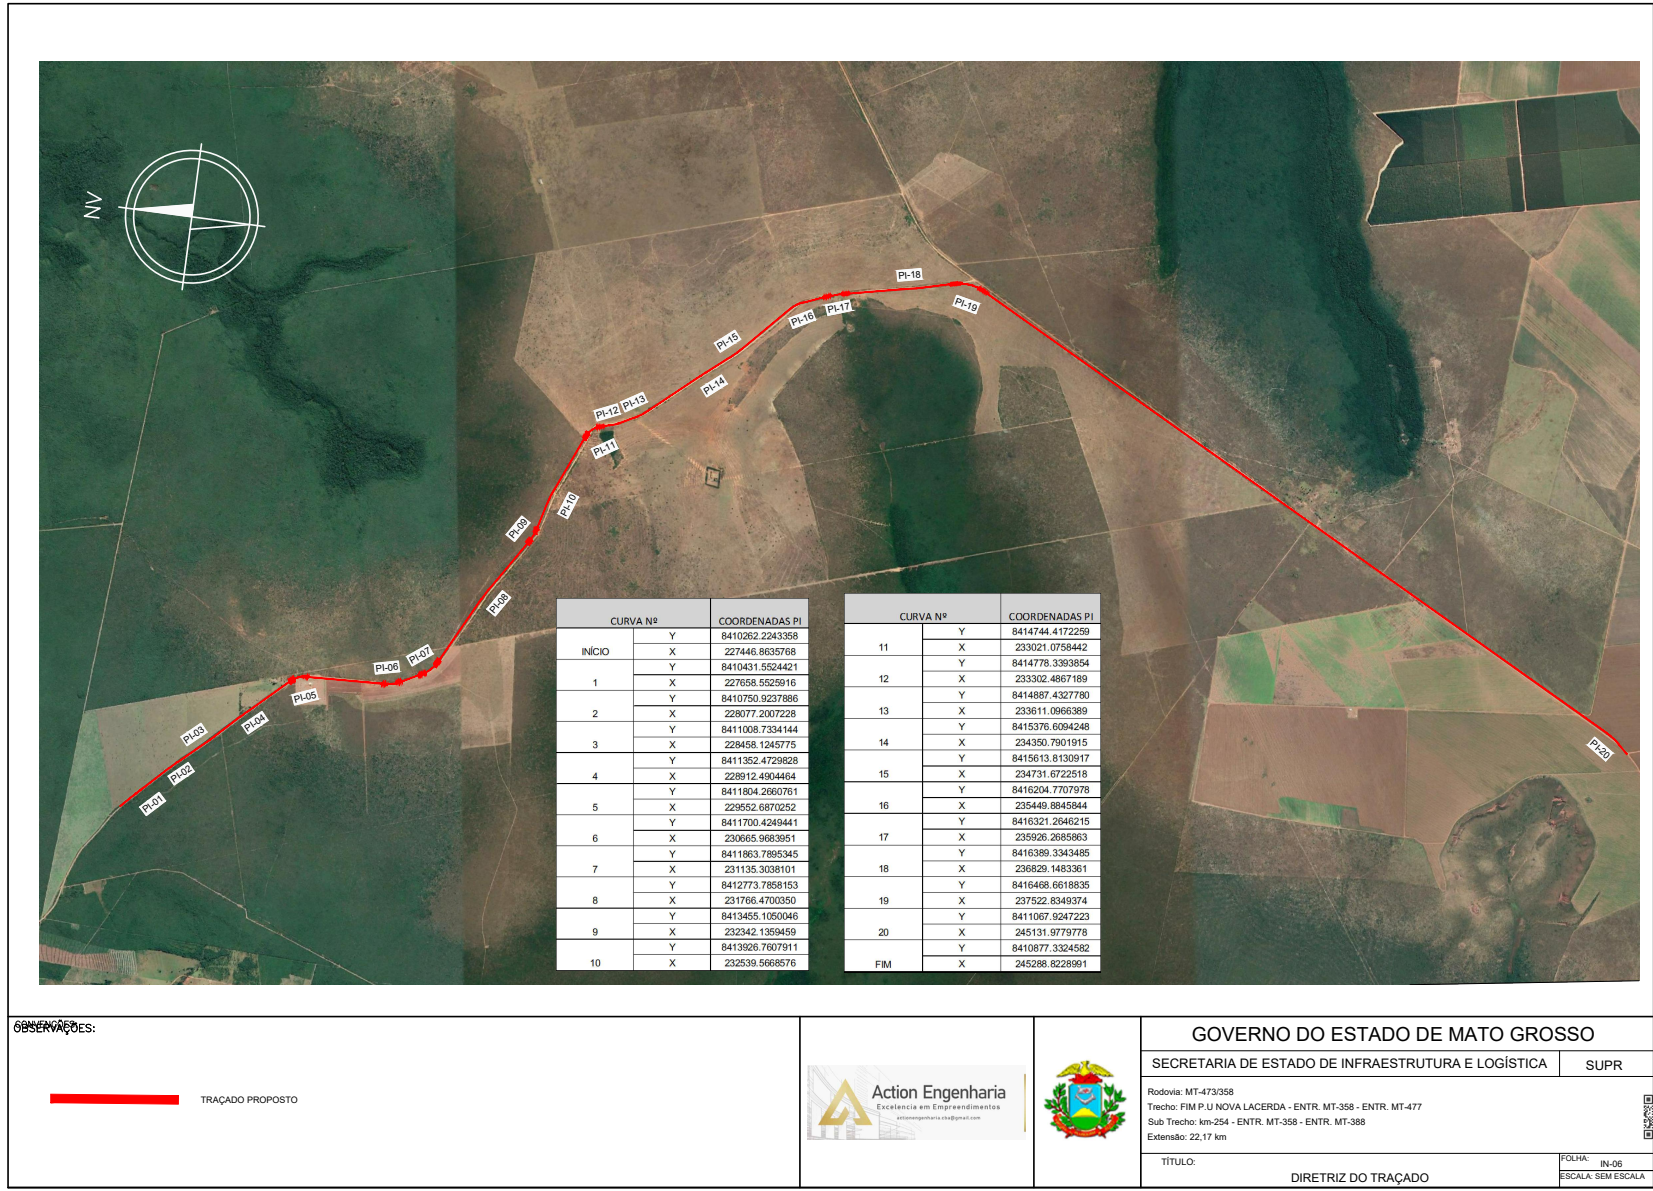 NV
PI-01
PI-02
PI-03
PI-04
PI-05
PI-06
PI-07
PI-08
PI-09
PI-10
PI-11
PI-12
PI-13
PI-14
PI-15
PI-16
PI-17
PI-18
PI-19
PI-20
CURVA Nº COORDENADAS PI
INÍCIO Y 8410262.2243358
X 227446.8635768
1 Y 8410431.5524421
X 227658.5525916
2 Y 8410750.9237886
X 228077.2007228
3 Y 8411008.7334144
X 228458.1245775
4 Y 8411352.4729828
X 228912.4904464
5 Y 8411804.2660761
X 229552.6870252
6 Y 8411700.4249441
X 230665.9683951
7 Y 8411863.7895345
X 231135.3038101
8 Y 8412773.7858153
X 231766.4700350
9 Y 8413455.1050046
X 232342.1359459
10 Y 8413926.7607911
X 232539.5668576
CURVA Nº COORDENADAS PI
11 Y 8414744.4172259
X 233021.0758442
12 Y 8414778.3393854
X 233302.4867189
13 Y 8414887.4327780
X 233611.0966389
14 Y 8415376.6094248
X 234350.7901915
15 Y 8415613.8130917
X 234731.6722518
16 Y 8416204.7707978
X 235449.8845844
17 Y 8416321.2646215
X 235926.2685863
18 Y 8416389.3343485
X 236829.1483361
19 Y 8416468.6618835
X 237522.8349374
20 Y 8411067.9247223
X 245131.9779778
FIM Y 8410877.3324582
X 245288.8228991
CONVENÇÕES:
OBSERVAÇÕES:
TRAÇADO PROPOSTO
Action Engenharia
Excelencia em Empreendimentos
actionengenharia.cba@gmail.com
GOVERNO DO ESTADO DE MATO GROSSO
SECRETARIA DE ESTADO DE INFRAESTRUTURA E LOGÍSTICA
SUPR
Rodovia: MT-473/358
Trecho: FIM P.U NOVA LACERDA - ENTR. MT-358 - ENTR. MT-477
Sub Trecho: km-254 - ENTR. MT-358 - ENTR. MT-388
Extensão: 22,17 km
TÍTULO:
DIRETRIZ DO TRAÇADO
FOLHA: IN-06
ESCALA: SEM ESCALA